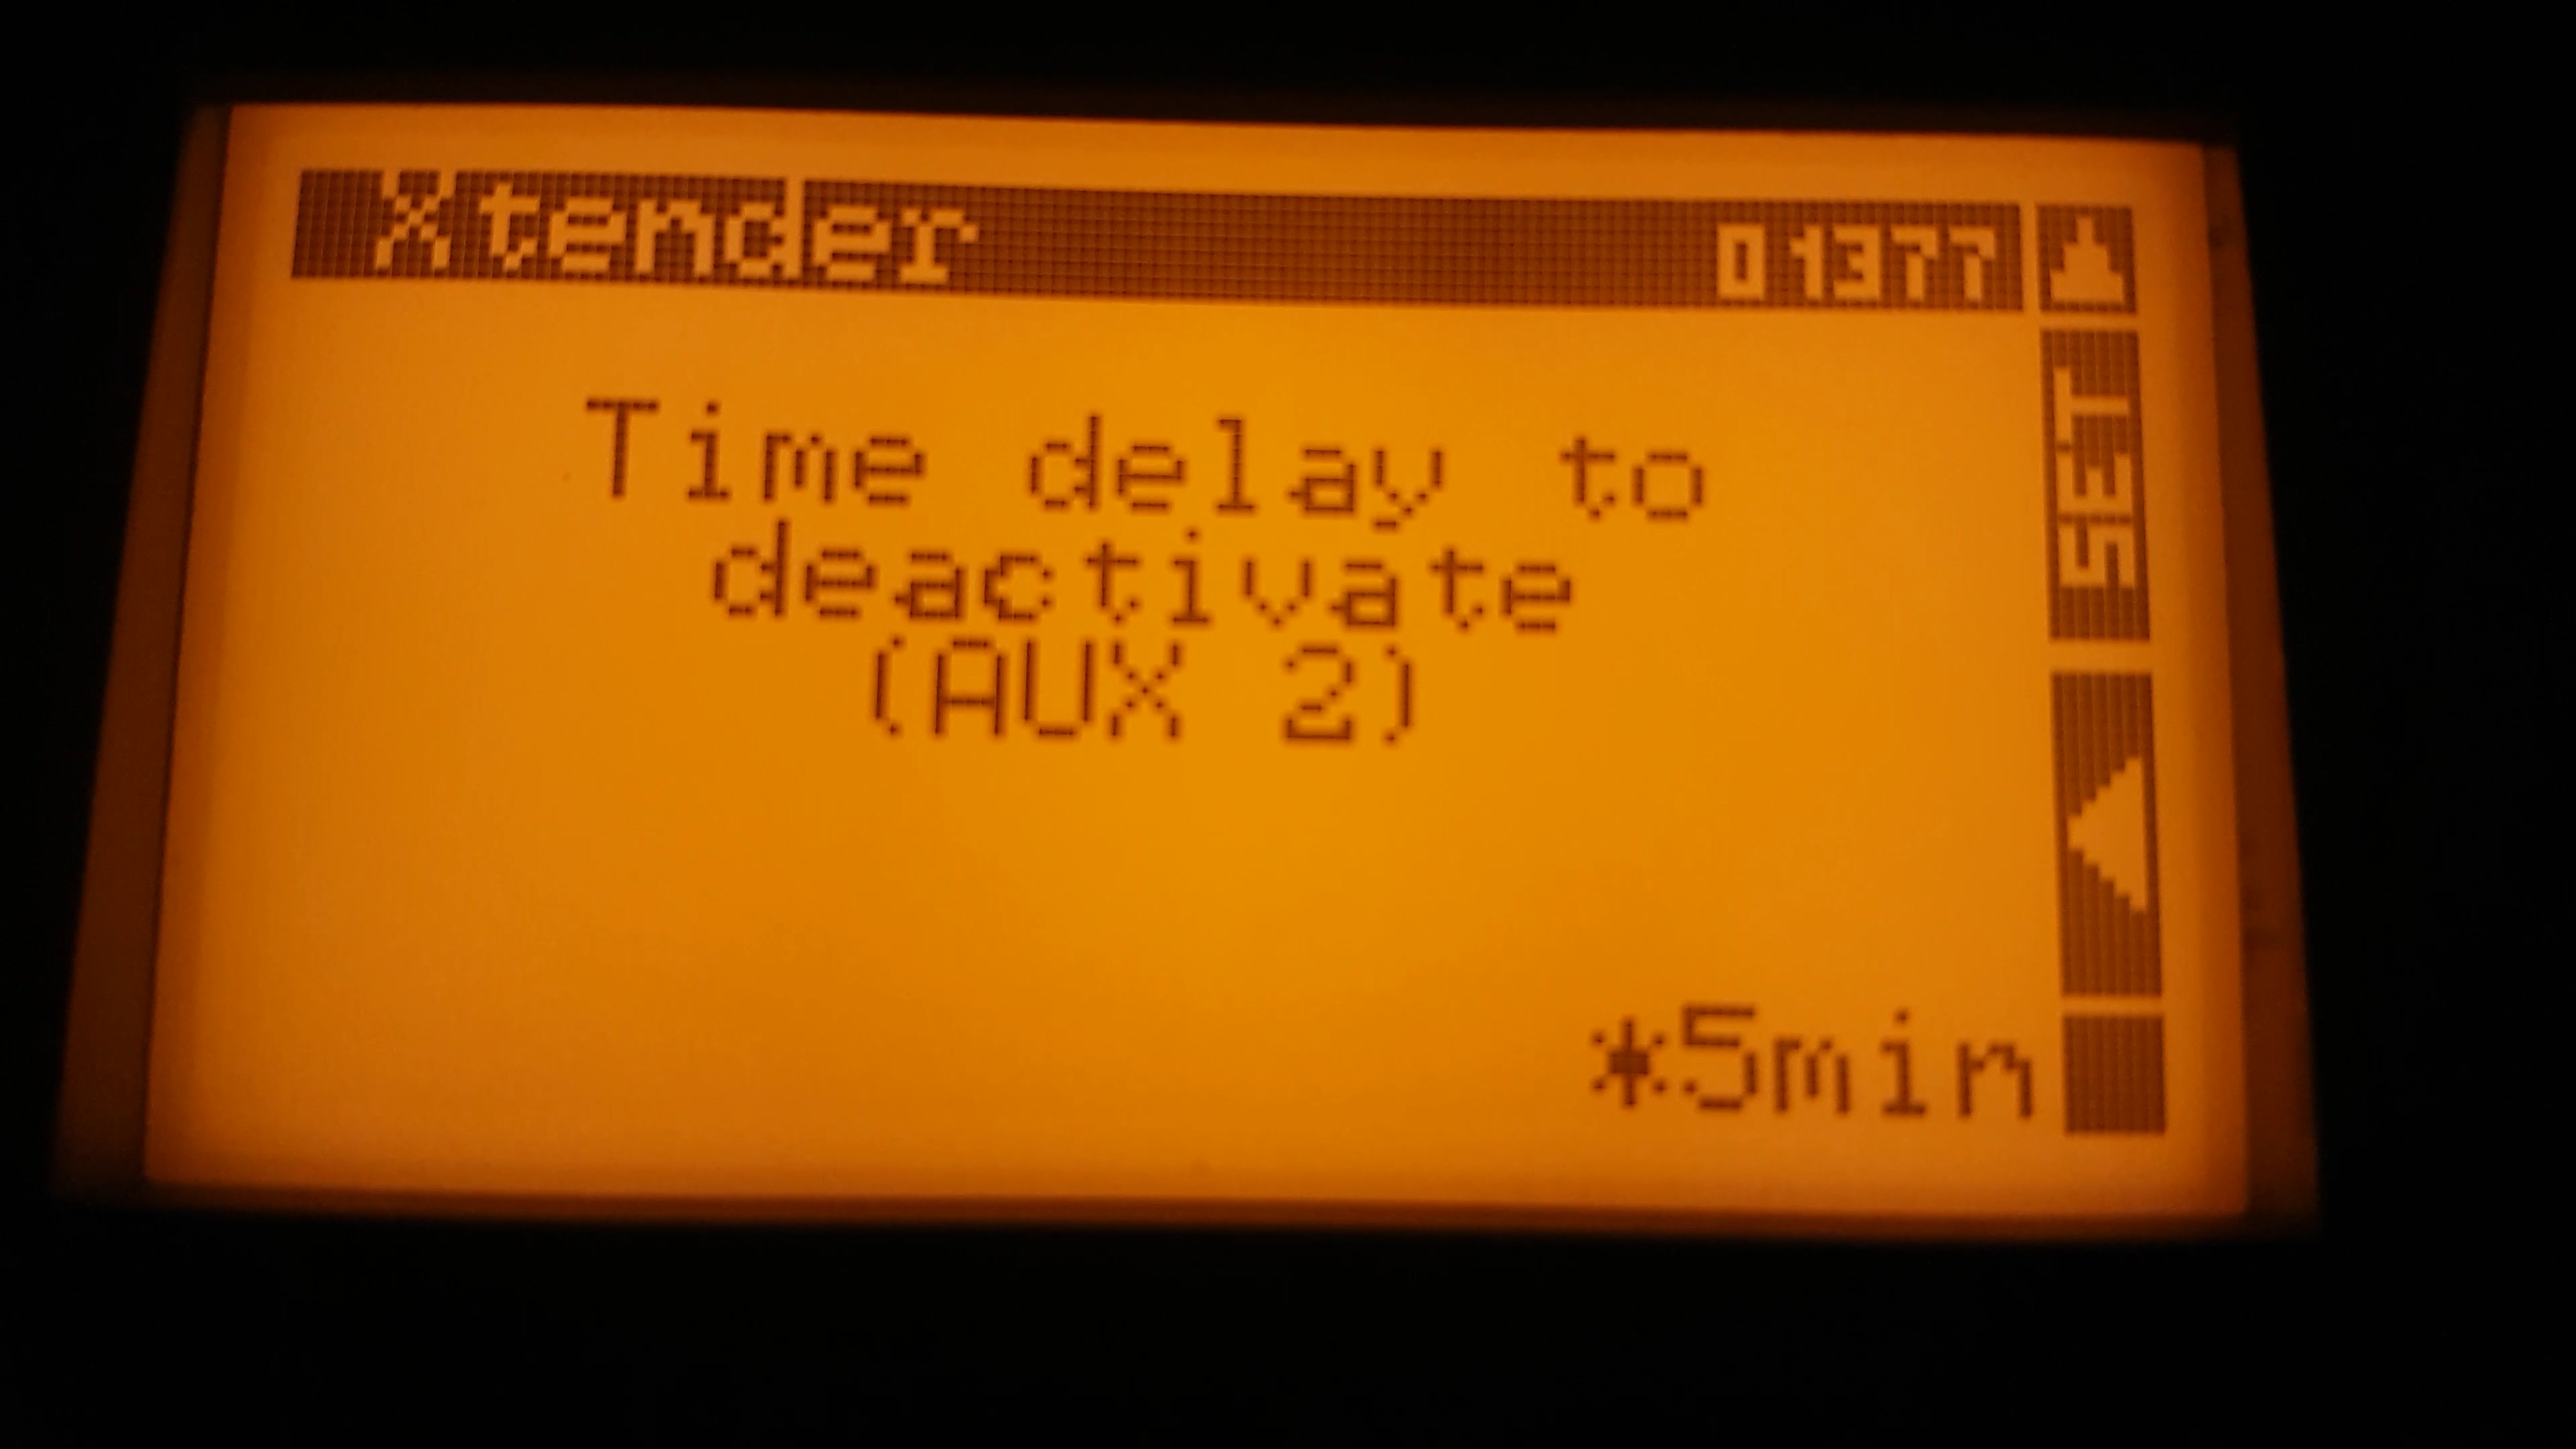 Xtender 01377
SET
Time delay to
deactivate
(AUX 2)
*5min